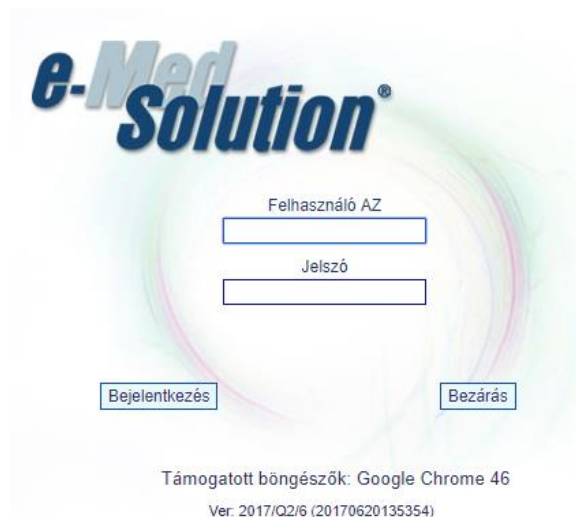 e-Med
Solution®
Felhasználó AZ
Jelszó
Bejelentkezés
Bezárás
Támogatott böngészők: Google Chrome 46
Ver: 2017/Q2/6 (20170620135354)